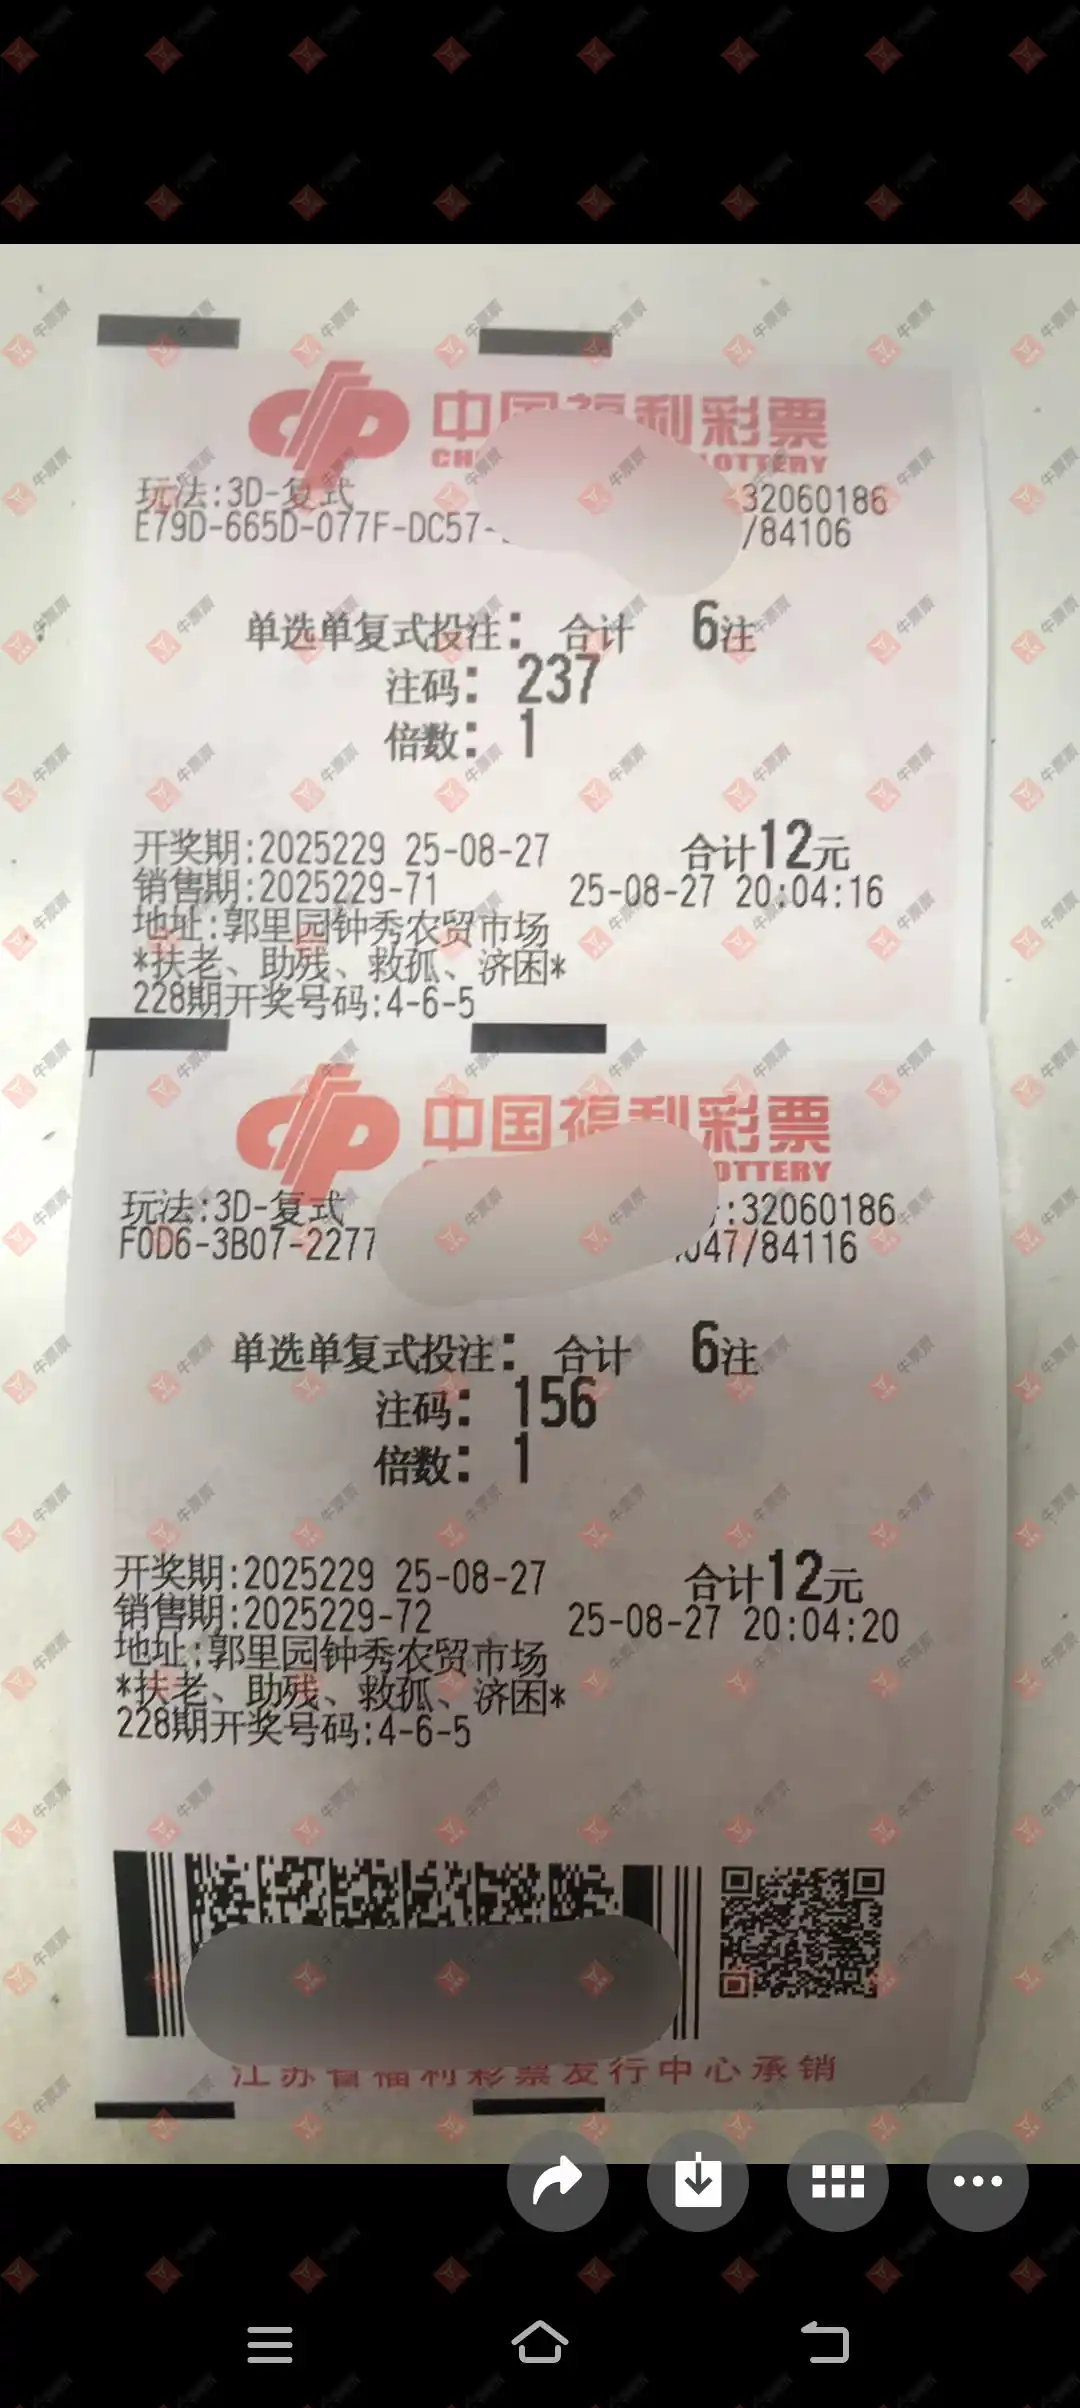 中国福利彩票
CH LOTTERY
玩法:3D-复式 32060186
E79D-665D-077F-DC57- /84106
单选单复式投注: 合计 6注
注码: 237
倍数: 1
开奖期:2025229 25-08-27 合计12元
销售期:2025229-71 25-08-27 20:04:16
地址:郭里园钟秀农贸市场
*扶老、助残、救孤、济困*
228期开奖号码:4-6-5
中国福利彩票
OTTERY
玩法:3D-复式 :32060186
F0D6-3B07-2277 047/84116
单选单复式投注: 合计 6注
注码: 156
倍数: 1
开奖期:2025229 25-08-27 合计12元
销售期:2025229-72 25-08-27 20:04:20
地址:郭里园钟秀农贸市场
*扶老、助残、救孤、济困*
228期开奖号码:4-6-5
江苏省福利彩票发行中心承销
牛票票